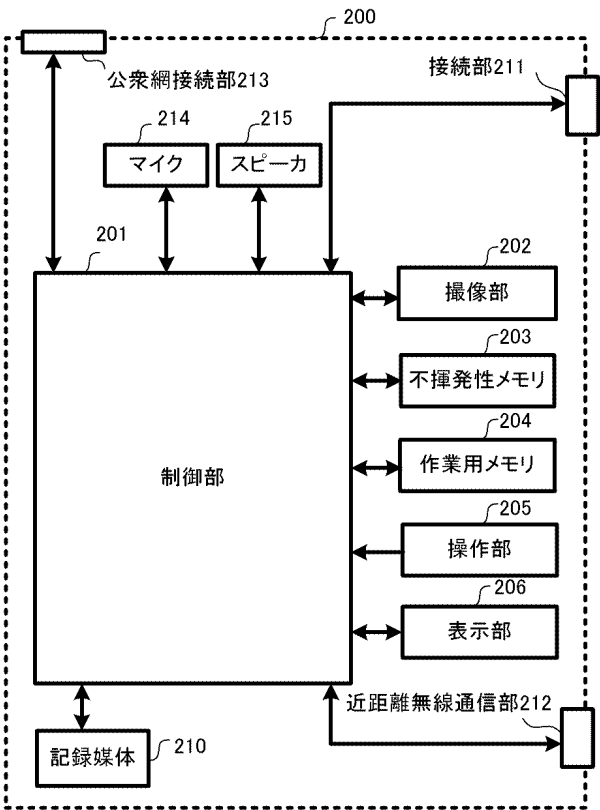 200
公衆網接続部213
接続部211
214
マイク
215
スピーカ
201
制御部
202
撮像部
203
不揮発性メモリ
204
作業用メモリ
205
操作部
206
表示部
近距離無線通信部212
記録媒体
210